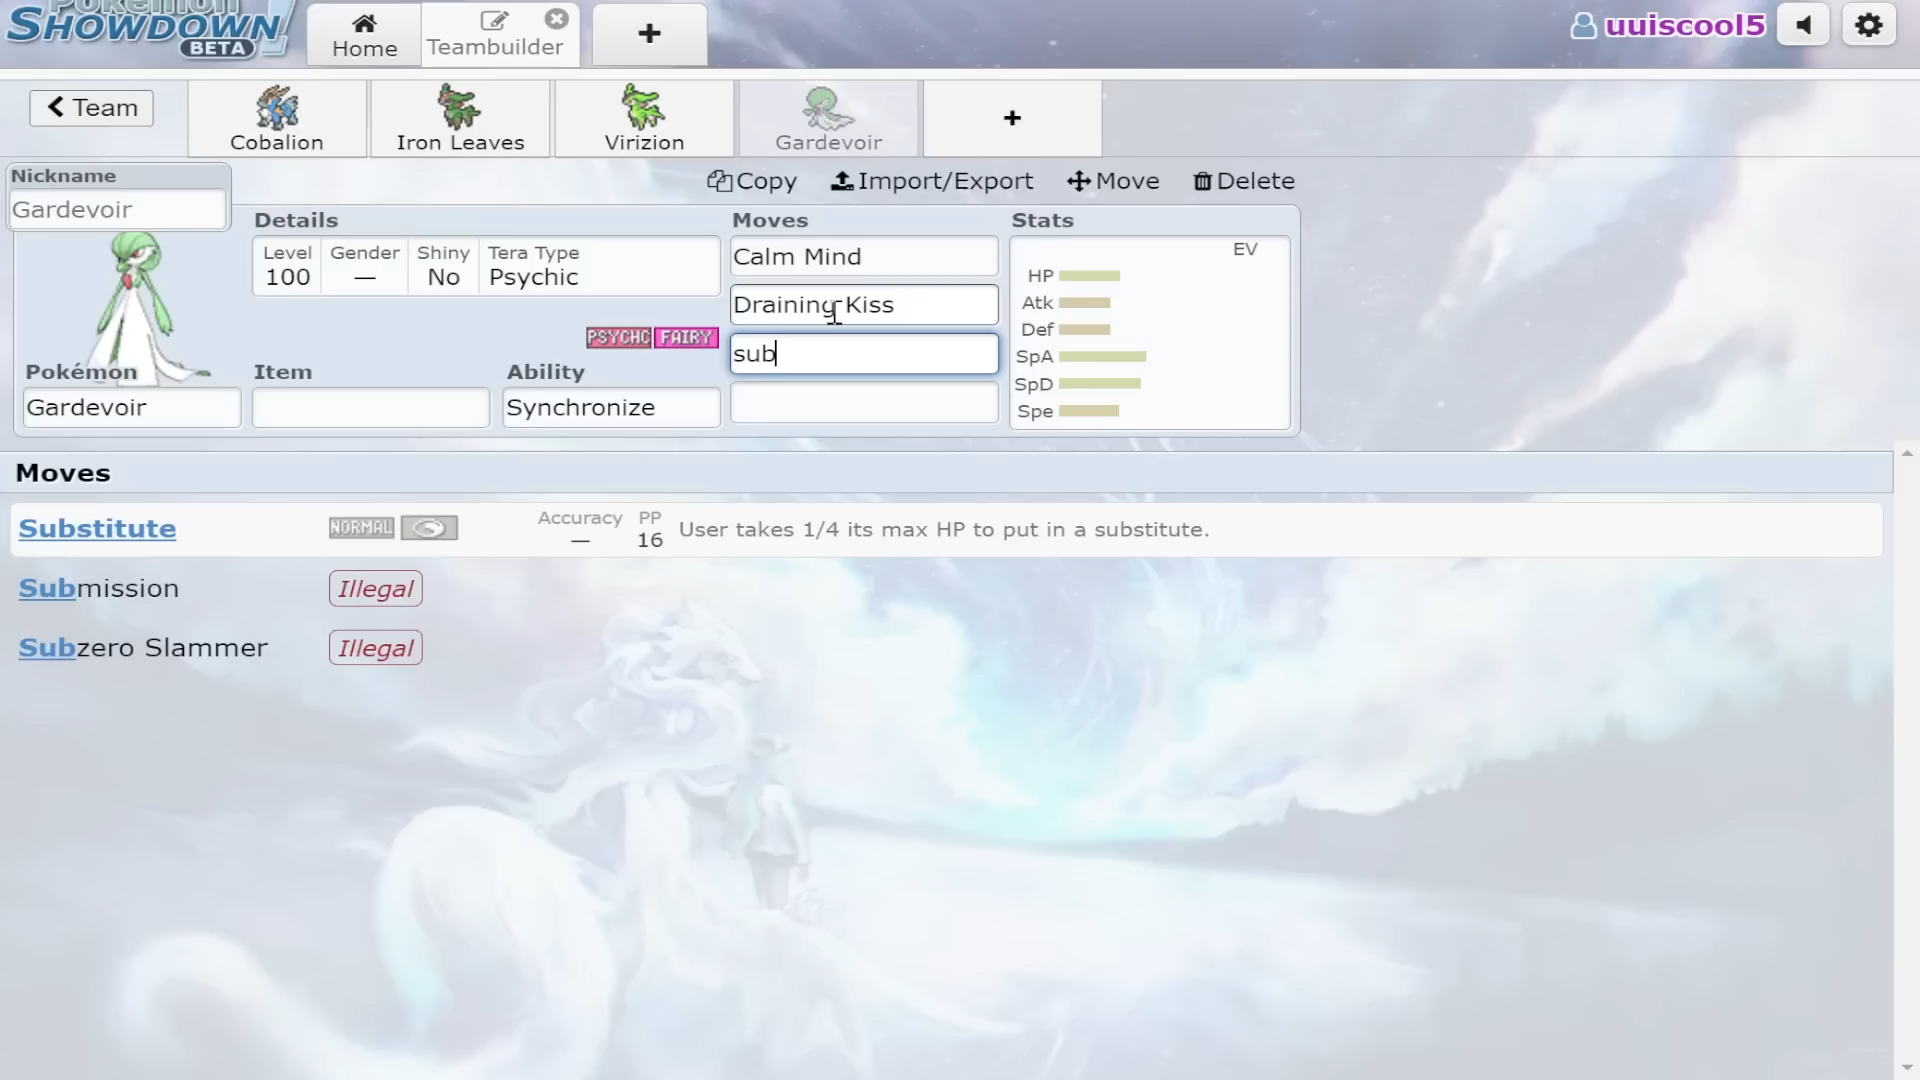 Pokémon
SHOWDOWN!
BETA
Home
Teambuilder
+
uuiscool5
Team
Cobalion
Iron Leaves
Virizion
Gardevoir
+
Nickname
Gardevoir
Copy
Import/Export
Move
Delete
Details
Level
100
Gender
—
Shiny
No
Tera Type
Psychic
PSYCHC FAIRY
Pokémon
Gardevoir
Item
Ability
Synchronize
Moves
Calm Mind
Draining Kiss
sub
Stats
EV
HP
Atk
Def
SpA
SpD
Spe
Moves
Substitute NORMAL Accuracy — PP 16 User takes 1/4 its max HP to put in a substitute.
Submission Illegal
Subzero Slammer Illegal